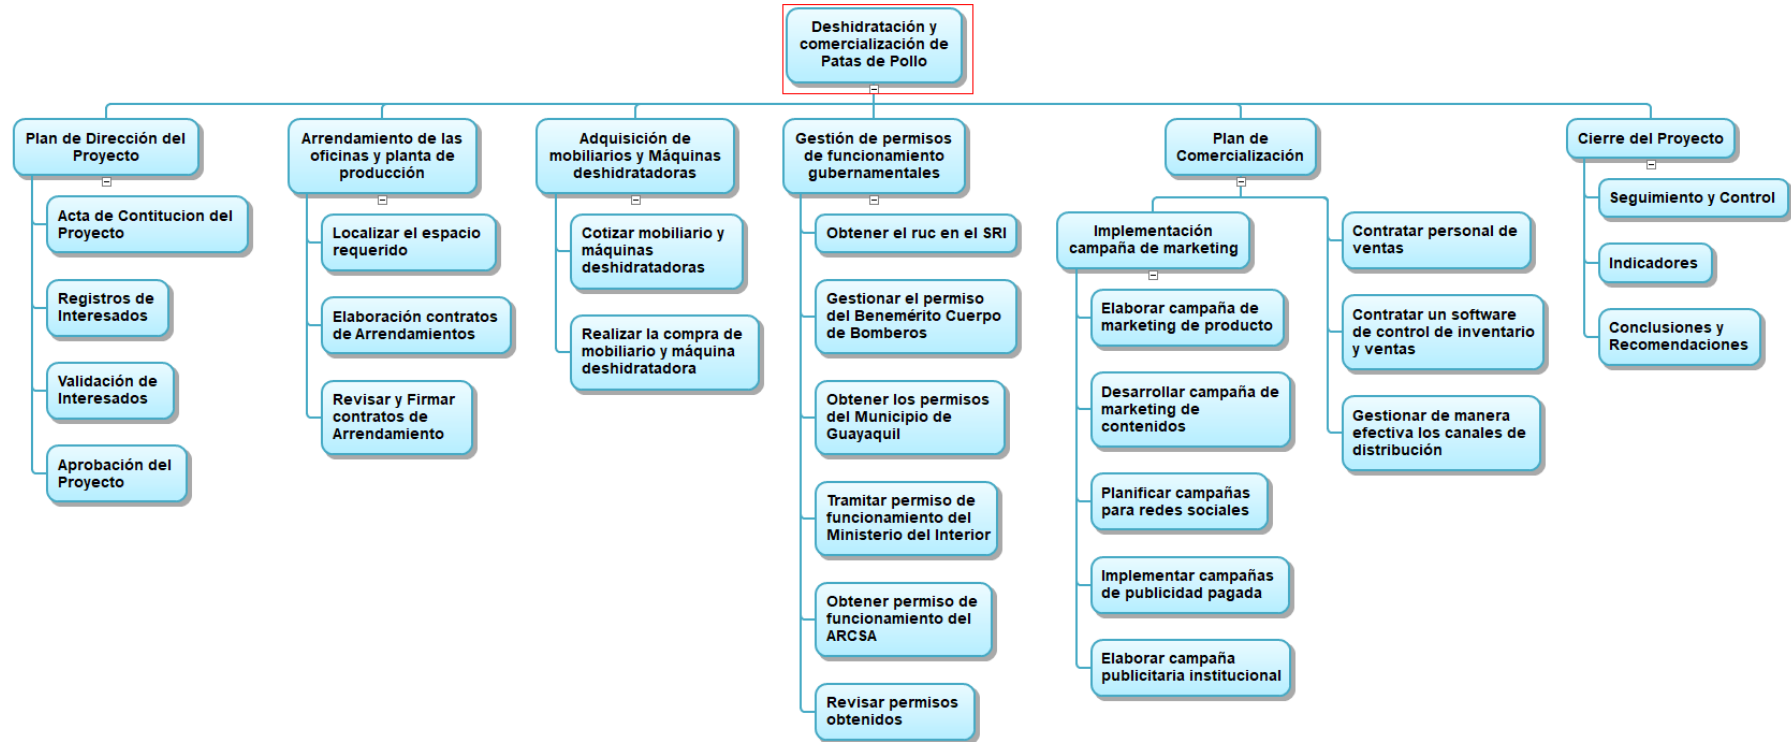 Deshidratación y
comercialización de
Patas de Pollo
Plan de Dirección del
Proyecto
Acta de Contitucion del
Proyecto
Registros de
Interesados
Validación de
Interesados
Aprobación del
Proyecto
Arrendamiento de las
oficinas y planta de
producción
Localizar el espacio
requerido
Elaboración contratos
de Arrendamientos
Revisar y Firmar
contratos de
Arrendamiento
Adquisición de
mobiliarios y Máquinas
deshidratadoras
Cotizar mobiliario y
máquinas
deshidratadoras
Realizar la compra de
mobiliario y máquina
deshidratadora
Gestión de permisos
de funcionamiento
gubernamentales
Obtener el ruc en el SRI
Gestionar el permiso
del Benemérito Cuerpo
de Bomberos
Obtener los permisos
del Municipio de
Guayaquil
Tramitar permiso de
funcionamiento del
Ministerio del Interior
Obtener permiso de
funcionamiento del
ARCSA
Revisar permisos
obtenidos
Plan de
Comercialización
Implementación
campaña de marketing
Elaborar campaña de
marketing de producto
Desarrollar campaña de
marketing de
contenidos
Planificar campañas
para redes sociales
Implementar campañas
de publicidad pagada
Elaborar campaña
publicitaria institucional
Contratar personal de
ventas
Contratar un software
de control de inventario
y ventas
Gestionar de manera
efectiva los canales de
distribución
Cierre del Proyecto
Seguimiento y Control
Indicadores
Conclusiones y
Recomendaciones